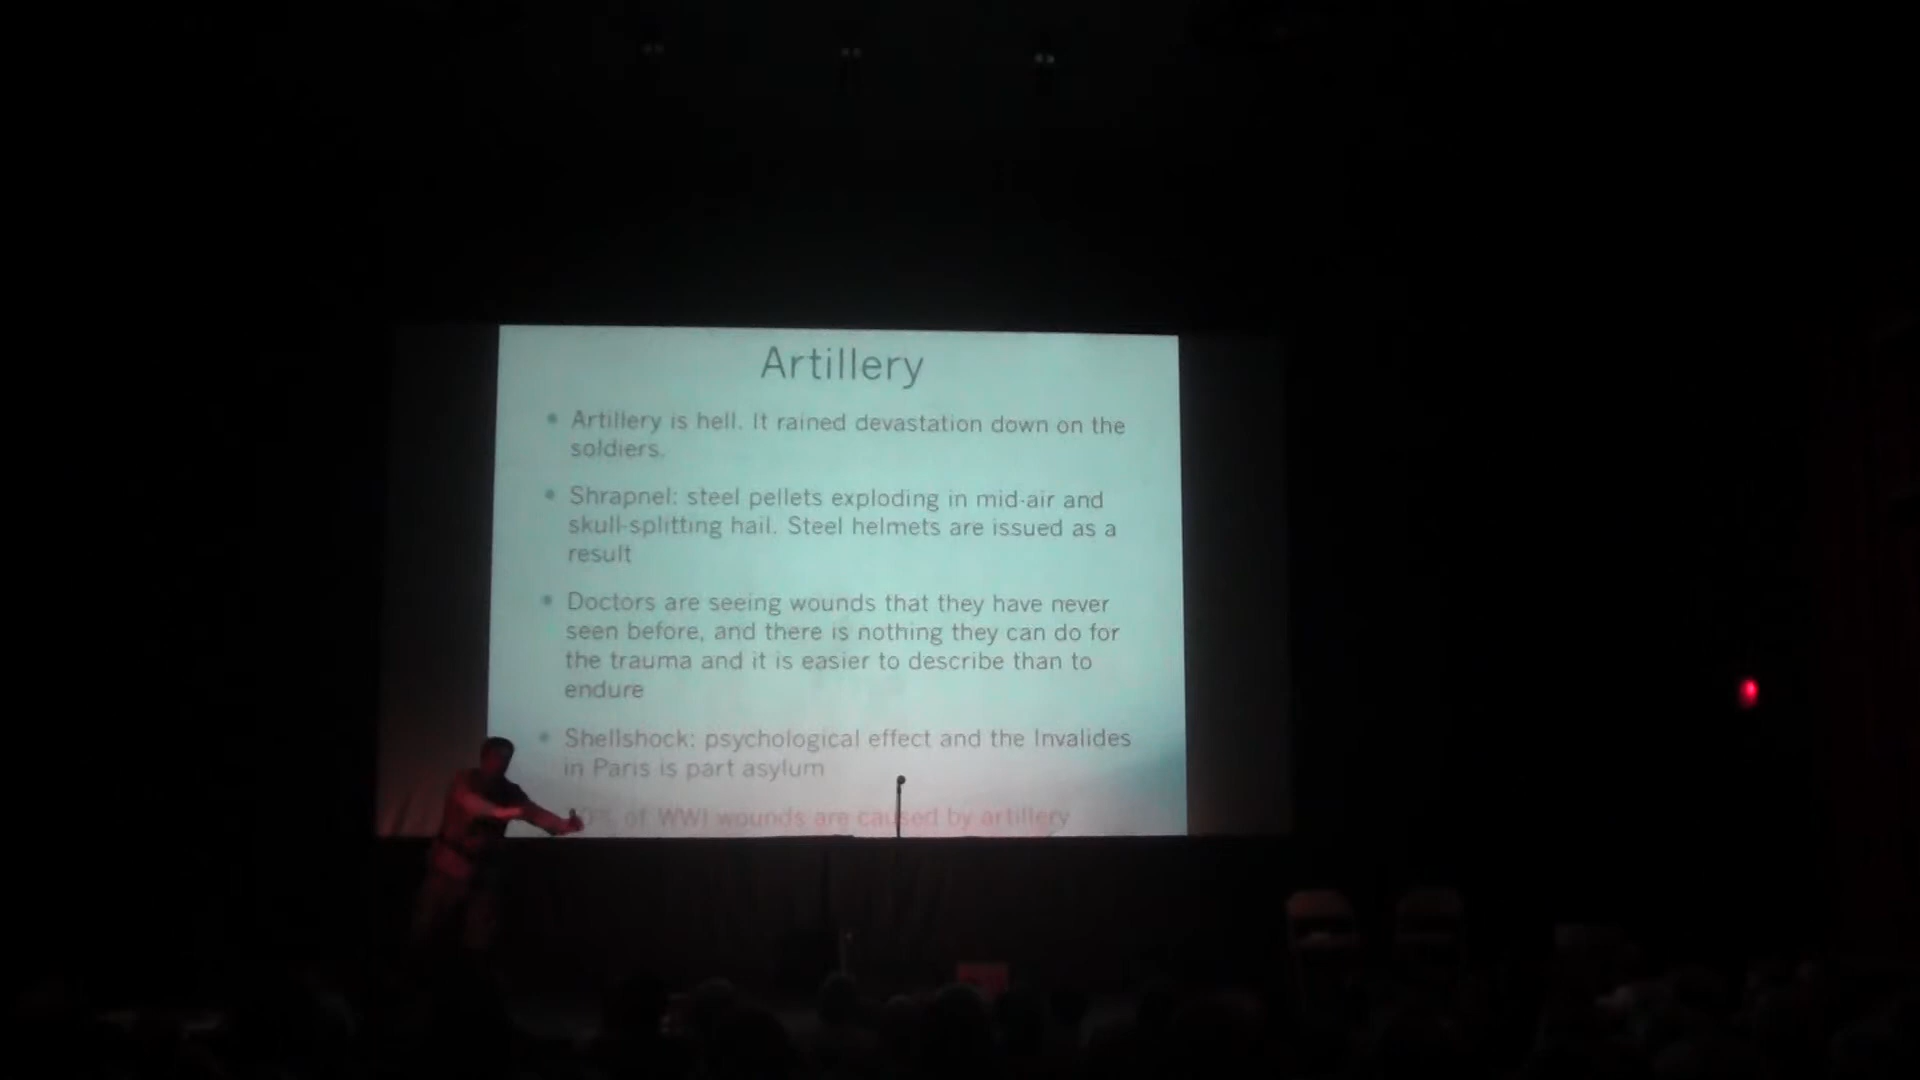 Artillery
• Artillery is hell. It rained devastation down on the
soldiers.
• Shrapnel: steel pellets exploding in mid-air and
skull-splitting hail. Steel helmets are issued as a
result
• Doctors are seeing wounds that they have never
seen before, and there is nothing they can do for
the trauma and it is easier to describe than to
endure
• Shellshock: psychological effect and the Invalides
in Paris is part asylum
of WWI wounds are caused by artillery